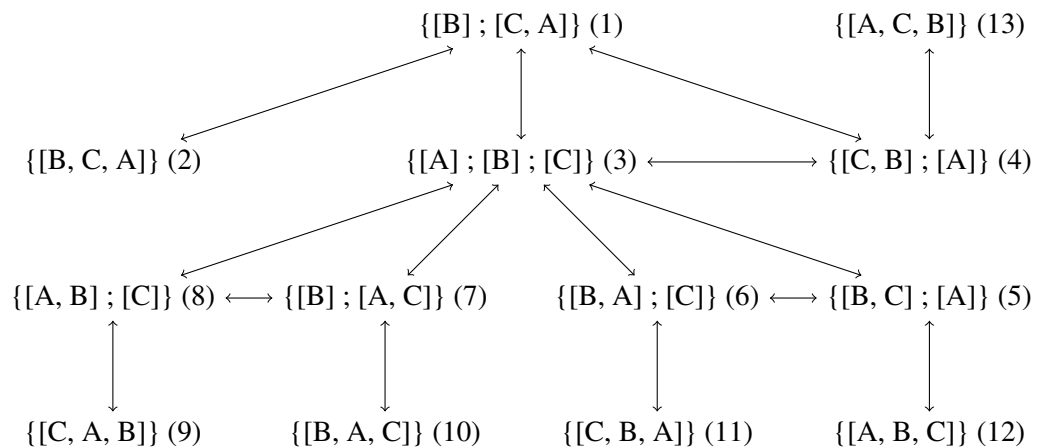 {[B] ; [C, A]} (1) {[A, C, B]} (13)
{[B, C, A]} (2) {[A] ; [B] ; [C]} (3) {[C, B] ; [A]} (4)
{[A, B] ; [C]} (8) {[B] ; [A, C]} (7) {[B, A] ; [C]} (6) {[B, C] ; [A]} (5)
{[C, A, B]} (9) {[B, A, C]} (10) {[C, B, A]} (11) {[A, B, C]} (12)